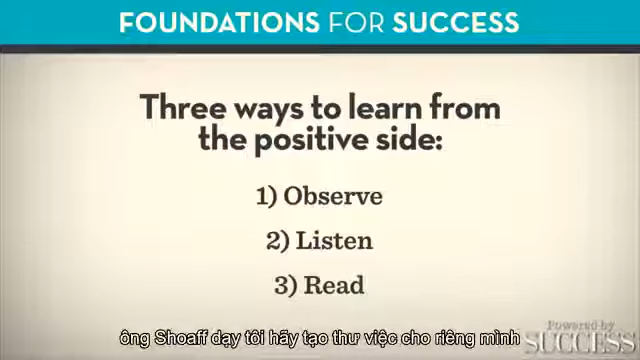 FOUNDATIONS FOR SUCCESS
Three ways to learn from
the positive side:
1) Observe
2) Listen
3) Read
ông Shoaff dạy tôi hãy tạo thư việc cho riêng mình
Powered by
SUCCESS